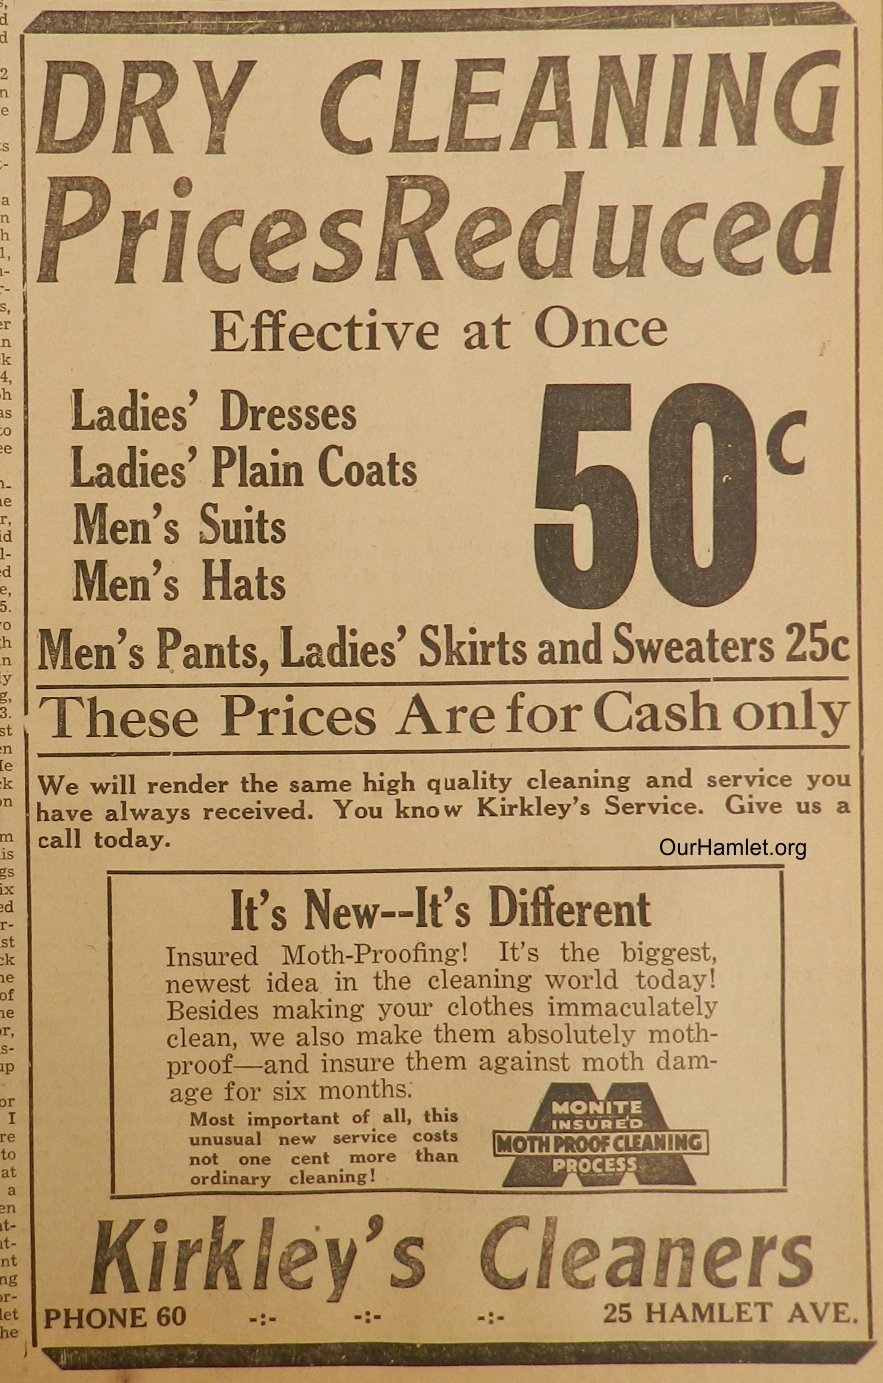 DRY CLEANING
Prices Reduced
Effective at Once
Ladies' Dresses
Ladies' Plain Coats
Men's Suits
Men's Hats
50c
Men's Pants, Ladies' Skirts and Sweaters 25c
These Prices Are for Cash only
We will render the same high quality cleaning and service you
have always received. You know Kirkley's Service. Give us a
call today.
OurHamlet.org
It's New--It's Different
Insured Moth-Proofing! It's the biggest,
newest idea in the cleaning world today!
Besides making your clothes immaculately
clean, we also make them absolutely moth-
proof—and insure them against moth dam-
age for six months.
Most important of all, this
unusual new service costs
not one cent more than
ordinary cleaning!
MONITE
INSURED
MOTH PROOF CLEANING
PROCESS
Kirkley's Cleaners
PHONE 60 -:- -:- -:- 25 HAMLET AVE.